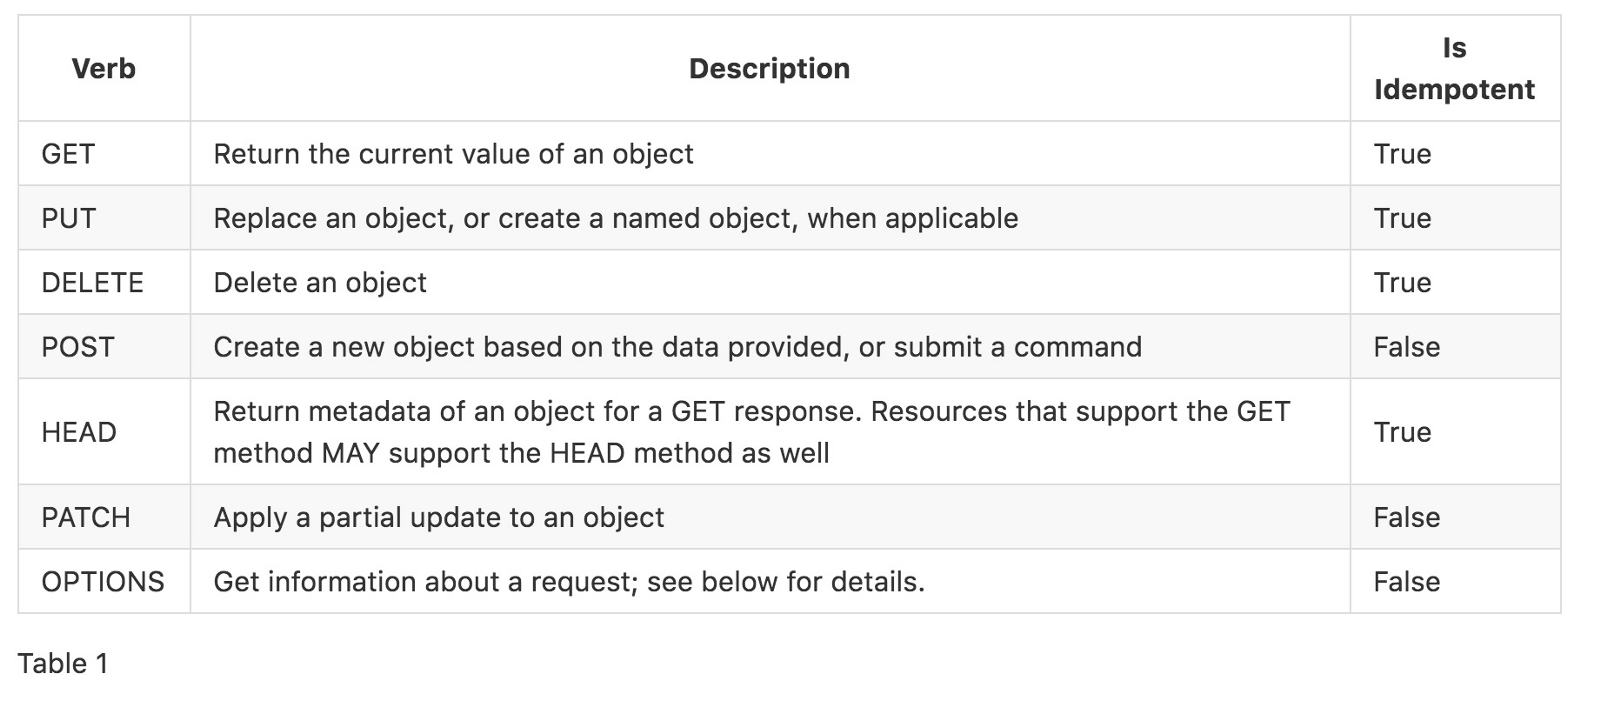 Verb Description Is Idempotent
GET Return the current value of an object True
PUT Replace an object, or create a named object, when applicable True
DELETE Delete an object True
POST Create a new object based on the data provided, or submit a command False
HEAD Return metadata of an object for a GET response. Resources that support the GET
method MAY support the HEAD method as well True
PATCH Apply a partial update to an object False
OPTIONS Get information about a request; see below for details. False
Table 1